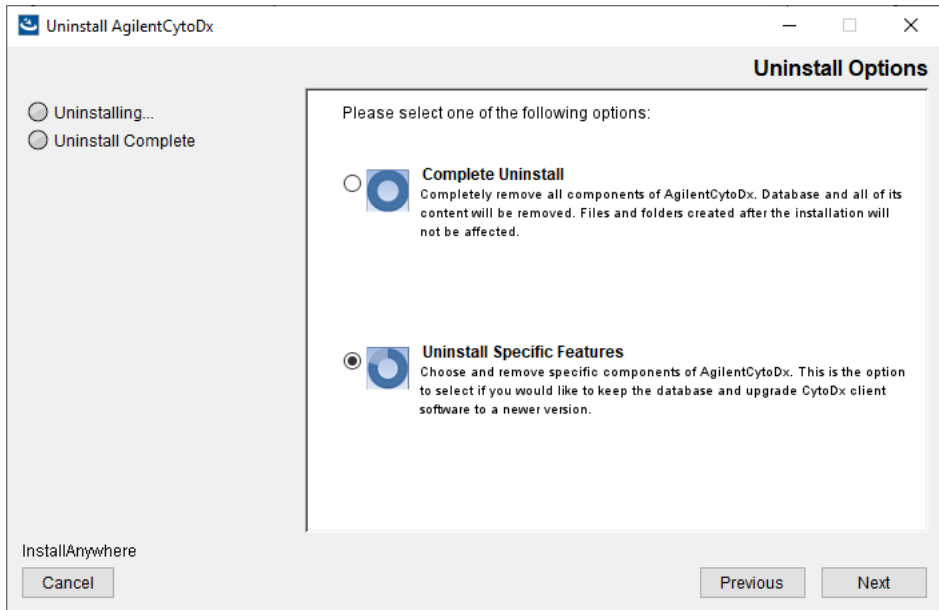 Uninstall AgilentCytoDx
Uninstall Options
Uninstalling...
Uninstall Complete
Please select one of the following options:
Complete Uninstall
Completely remove all components of AgilentCytoDx. Database and all of its
content will be removed. Files and folders created after the installation will
not be affected.
Uninstall Specific Features
Choose and remove specific components of AgilentCytoDx. This is the option
to select if you would like to keep the database and upgrade CytoDx client
software to a newer version.
InstallAnywhere
Cancel
Previous
Next